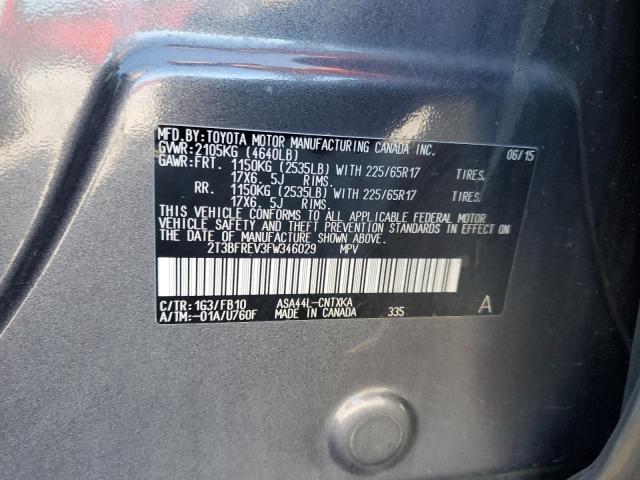 MFD.BY:TOYOTA MOTOR MANUFACTURING CANADA INC. 06/15
GVWR:2105KG (4640LB)
GAWR:FRT. 1150KG (2535LB) WITH 225/65R17 TIRES,
17X6. 5J RIMS.
RR. 1150KG (2535LB) WITH 225/65R17 TIRES,
17X6. 5J RIMS.
THIS VEHICLE CONFORMS TO ALL APPLICABLE FEDERAL MOTOR
VEHICLE SAFETY AND THEFT PREVENTION STANDARDS IN EFFECT ON
THE DATE OF MANUFACTURE SHOWN ABOVE.
2T3BFREV3FW346029 MPV
C/TR:1G3/FB10 ASA44L-CNTXKA
A/TM:-01A/U760F MADE IN CANADA 335 A